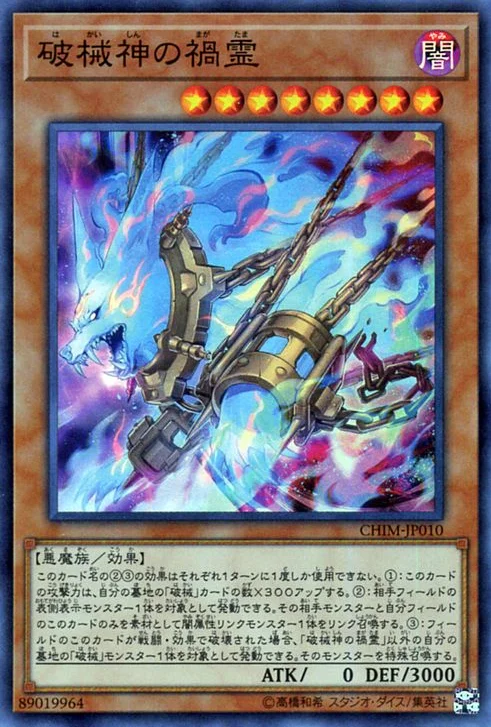 破械神の禍霊
闇
CHIM-JP010
【悪魔族／効果】
このカード名の②③の効果はそれぞれ1ターンに1度しか使用できない。①：このカード
の攻撃力は、自分の墓地の「破械」カードの数×300アップする。②：相手フィールドの
表側表示モンスター1体を対象として発動できる。その相手モンスターと自分フィールド
のこのカードのみを素材として闇属性リンクモンスター1体をリンク召喚する。③：フィ
ールドのこのカードが戦闘・効果で破壊された場合、「破械神の禍霊」以外の自分の
墓地の「破械」モンスター1体を対象として発動できる。そのモンスターを特殊召喚する。
ATK/ 0 DEF/3000
89019964
©高橋和希 スタジオ・ダイス/集英社